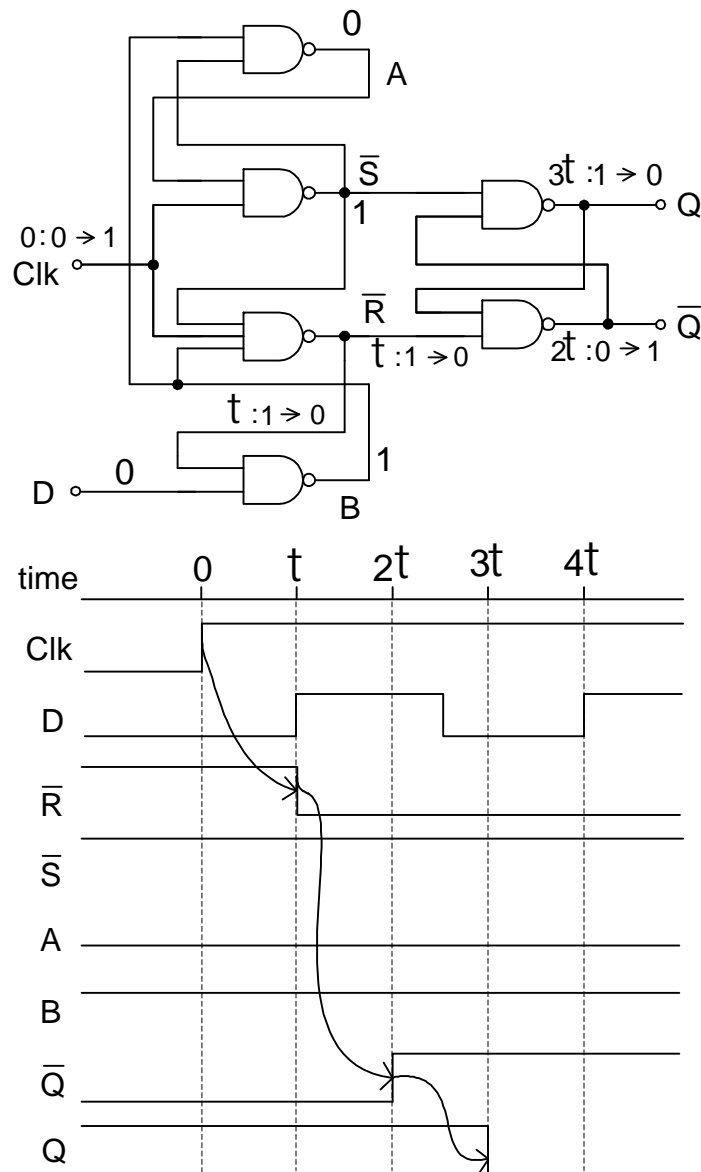 0
A
S̅
3t :1 → 0
Q
1
0:0 → 1
Clk
R̅
Q̅
t :1 → 0
2t :0 → 1
t :1 → 0
0
1
D
B
time 0 t 2t 3t 4t
Clk
D
R̅
S̅
A
B
Q̅
Q